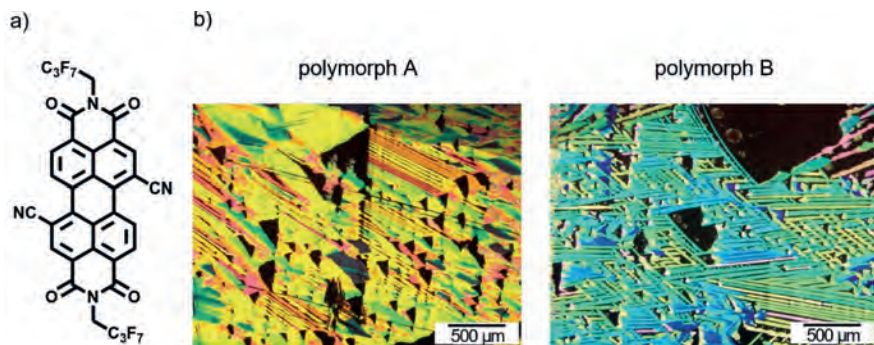 a)
b)
polymorph A
polymorph B
C3F7
O
N
O
CN
NC
O
N
O
C3F7
500 µm
500 µm